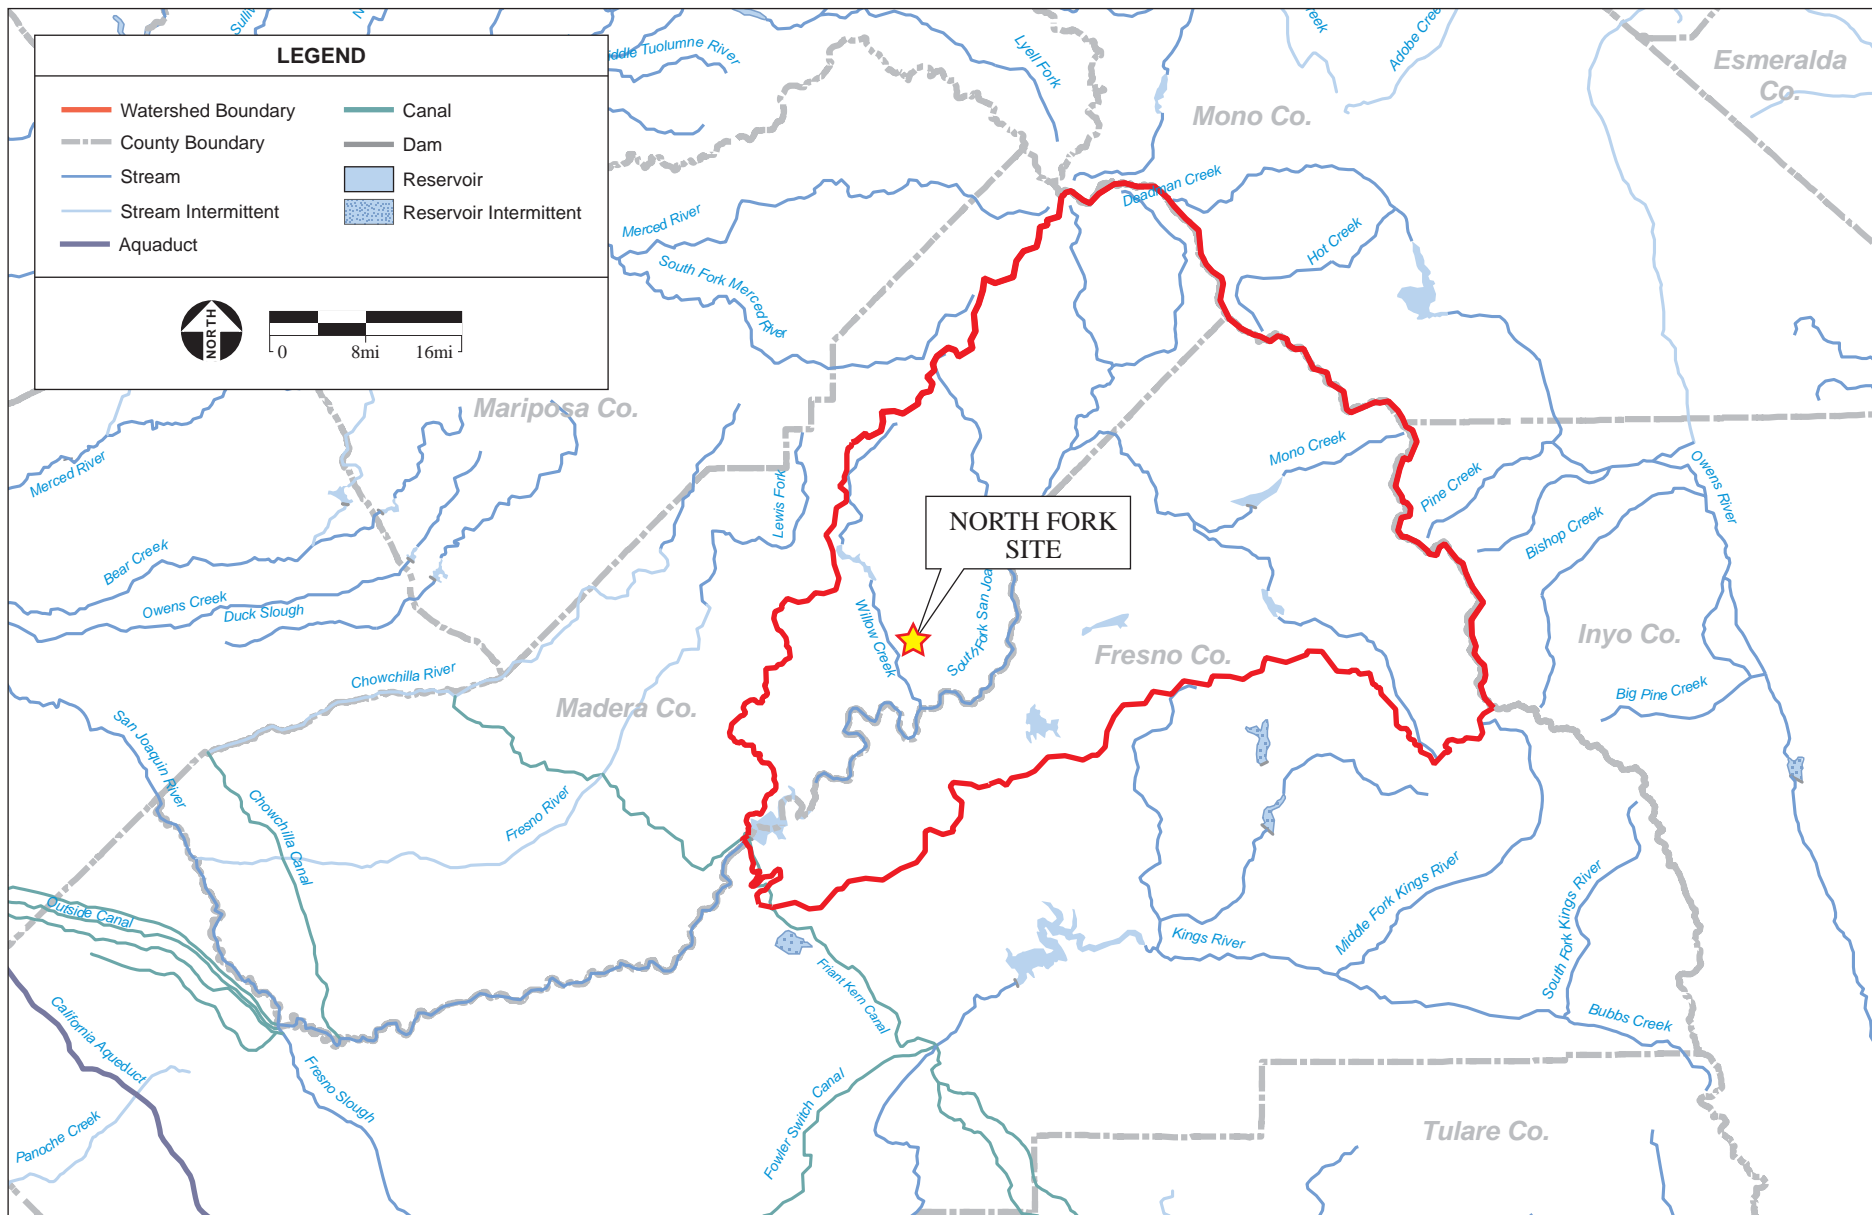 LEGEND
Watershed Boundary
County Boundary
Stream
Stream Intermittent
Aquaduct
Canal
Dam
Reservoir
Reservoir Intermittent
NORTH
0 8mi 16mi
Tuolumne River
Lyell Fork
Adobe
Esmeralda
Co.
Mono Co.
Deadman Creek
Merced River
South Fork Merced River
Hot Creek
Mariposa Co.
Merced River
Lewis Fork
Mono Creek
Pine Creek
Owens River
Bishop Creek
NORTH FORK
SITE
Bear Creek
Owens Creek
Duck Slough
Willow Creek
South Fork San
Fresno Co.
Inyo Co.
Big Pine Creek
Chowchilla River
Madera Co.
San Joaquin River
Chowchilla Canal
Fresno River
Outside Canal
Kings River
Middle Fork Kings River
South Fork Kings River
Bubbs Creek
Friant Kern Canal
California Aqueduct
Fresno Slough
Fowler Switch Canal
Panoche Creek
Tulare Co.